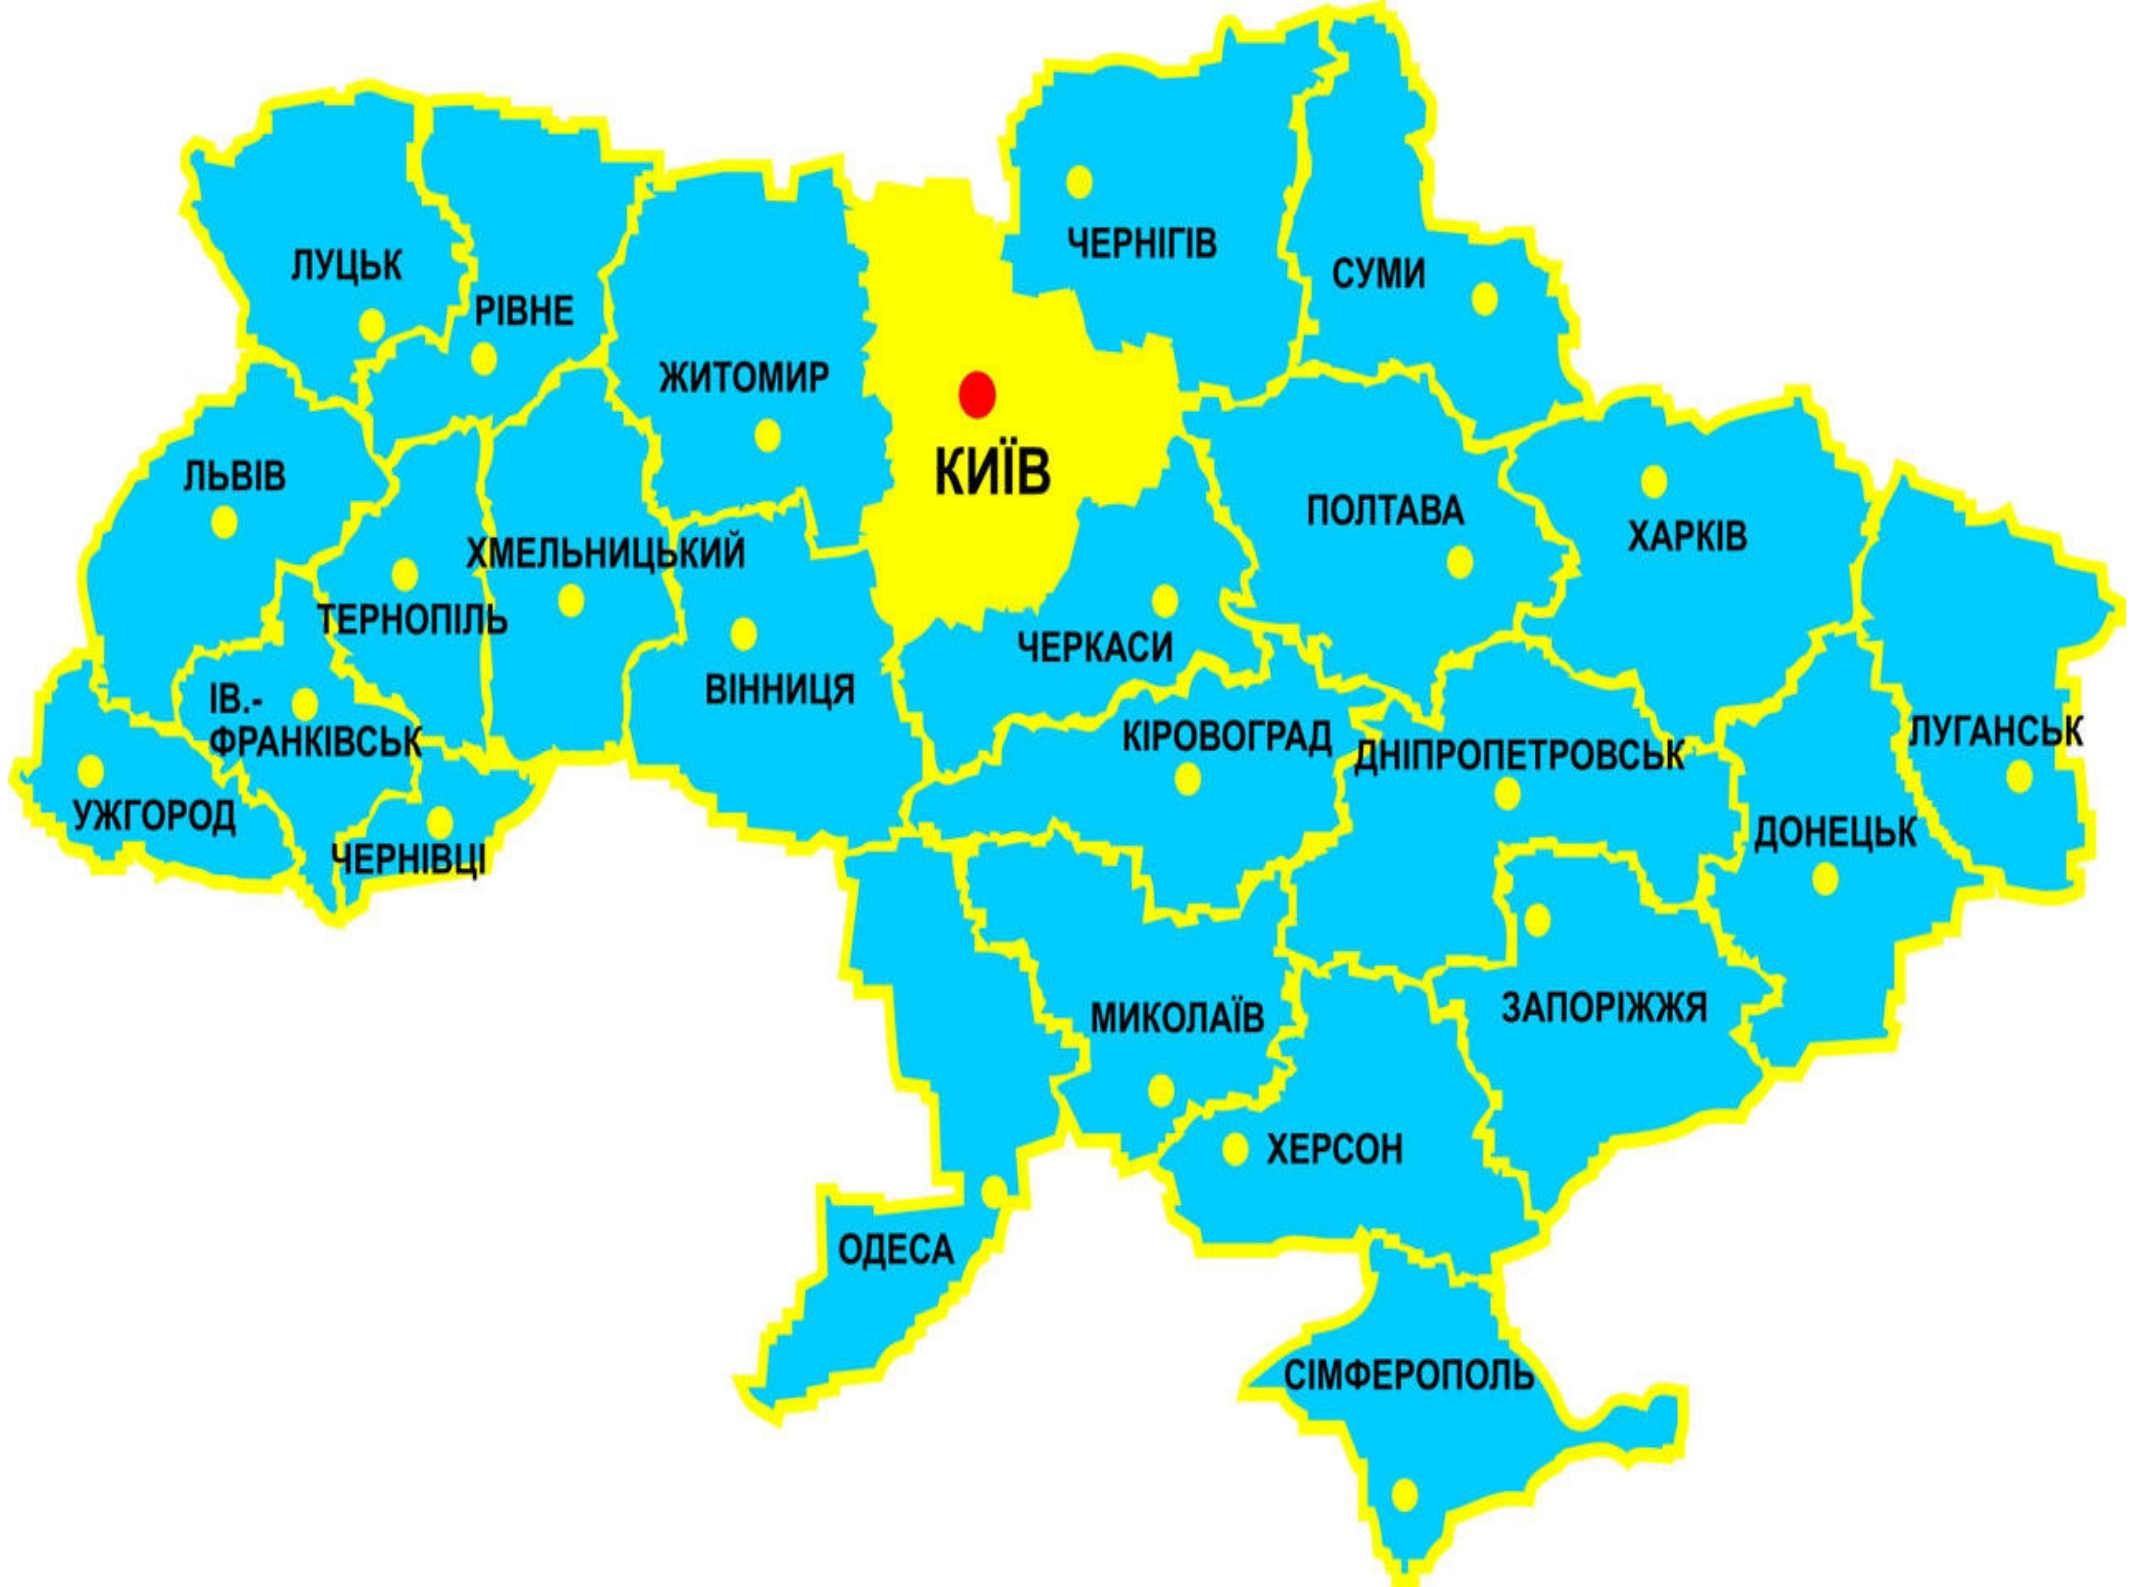 ЧЕРНІГІВ
СУМИ
ЛУЦЬК
РІВНЕ
ЖИТОМИР
КИЇВ
ЛЬВІВ
ПОЛТАВА
ХАРКІВ
ХМЕЛЬНИЦЬКИЙ
ТЕРНОПІЛЬ
ЧЕРКАСИ
ВІННИЦЯ
ІВ.-
ФРАНКІВСЬК
КІРОВОГРАД
ДНІПРОПЕТРОВСЬК
ЛУГАНСЬК
УЖГОРОД
ДОНЕЦЬК
ЧЕРНІВЦІ
МИКОЛАЇВ
ЗАПОРІЖЖЯ
ХЕРСОН
ОДЕСА
СІМФЕРОПОЛЬ